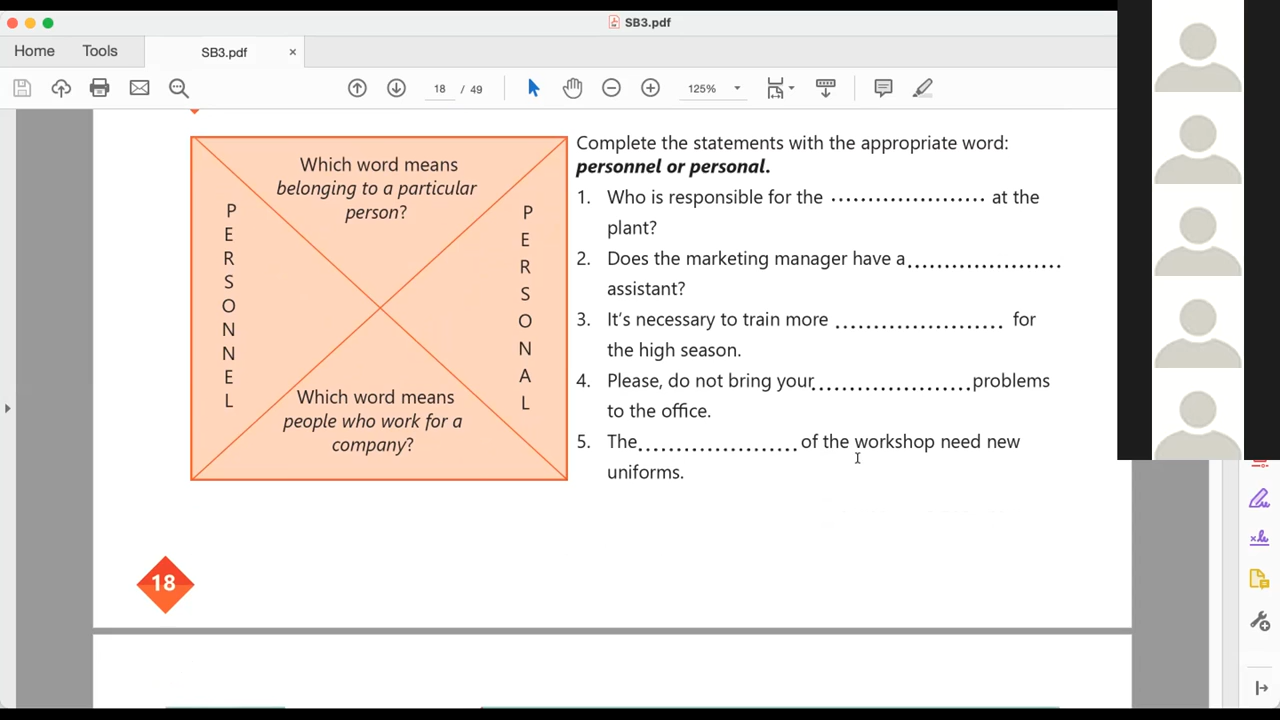 SB3.pdf
Home
Tools
SB3.pdf
×
18 / 49
125%
Which word means
belonging to a particular
person?
PERSONNEL
PERSONAL
Which word means
people who work for a
company?
Complete the statements with the appropriate word:
personnel or personal.
1. Who is responsible for the ..................... at the
plant?
2. Does the marketing manager have a.....................
assistant?
3. It's necessary to train more ...................... for
the high season.
4. Please, do not bring your.....................problems
to the office.
5. The.....................of the workshop need new
uniforms.
18